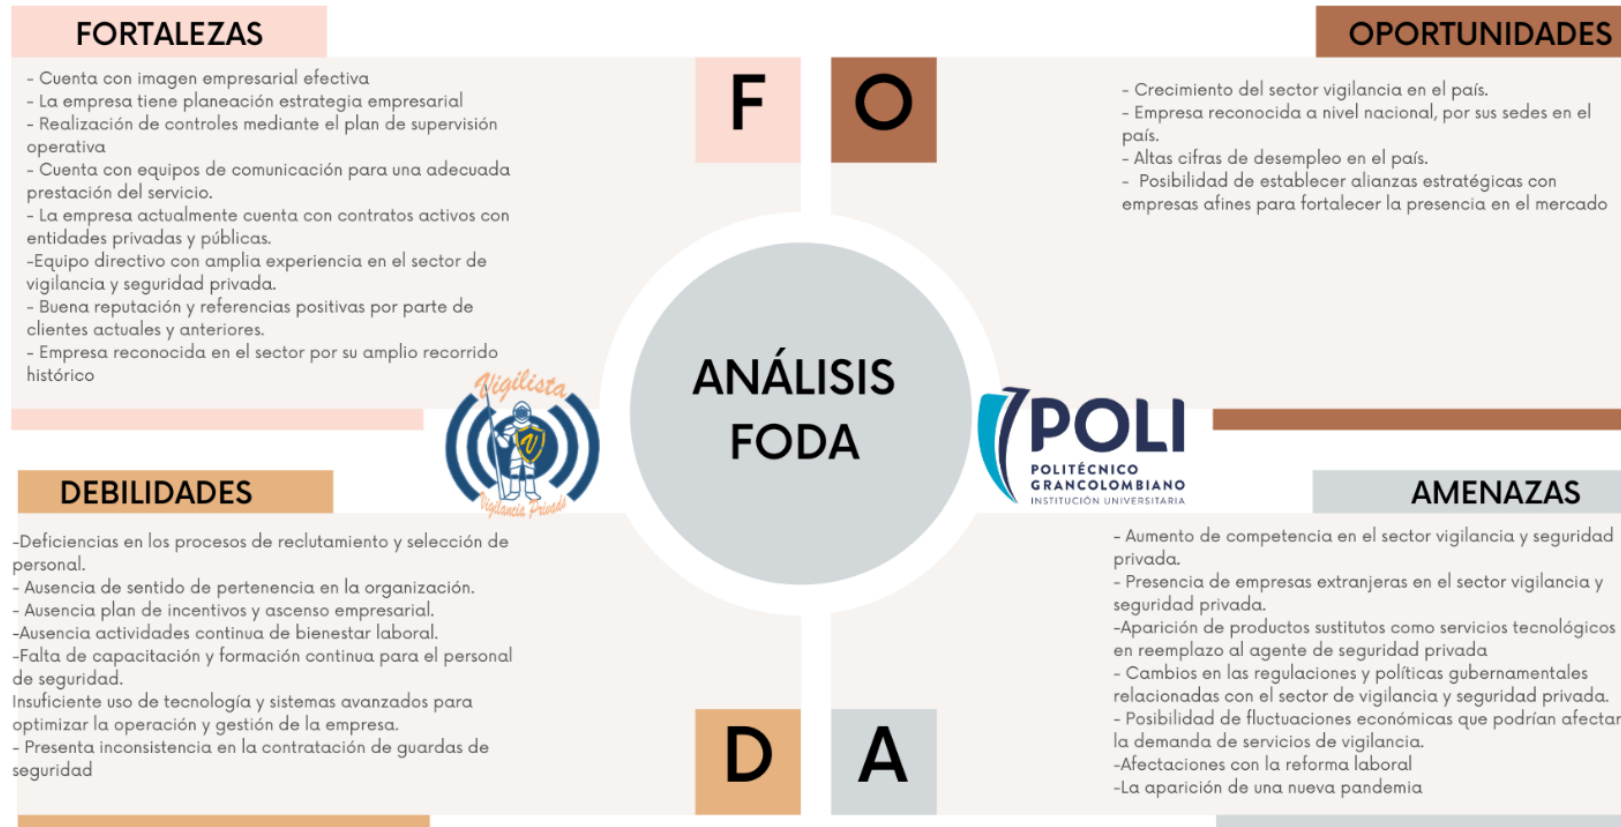 FORTALEZAS
- Cuenta con imagen empresarial efectiva
- La empresa tiene planeación estrategia empresarial
- Realización de controles mediante el plan de supervisión
operativa
- Cuenta con equipos de comunicación para una adecuada
prestación del servicio.
- La empresa actualmente cuenta con contratos activos con
entidades privadas y públicas.
-Equipo directivo con amplia experiencia en el sector de
vigilancia y seguridad privada.
- Buena reputación y referencias positivas por parte de
clientes actuales y anteriores.
- Empresa reconocida en el sector por su amplio recorrido
histórico
F
O
OPORTUNIDADES
- Crecimiento del sector vigilancia en el país.
- Empresa reconocida a nivel nacional, por sus sedes en el
país.
- Altas cifras de desempleo en el país.
- Posibilidad de establecer alianzas estratégicas con
empresas afines para fortalecer la presencia en el mercado
ANÁLISIS
FODA
Vigilista
V
Vigilancia Privada
POLI
POLITÉCNICO
GRANCOLOMBIANO
INSTITUCIÓN UNIVERSITARIA
DEBILIDADES
-Deficiencias en los procesos de reclutamiento y selección de
personal.
- Ausencia de sentido de pertenencia en la organización.
- Ausencia plan de incentivos y ascenso empresarial.
-Ausencia actividades continua de bienestar laboral.
-Falta de capacitación y formación continua para el personal
de seguridad.
Insuficiente uso de tecnología y sistemas avanzados para
optimizar la operación y gestión de la empresa.
- Presenta inconsistencia en la contratación de guardas de
seguridad
D
A
AMENAZAS
- Aumento de competencia en el sector vigilancia y seguridad
privada.
- Presencia de empresas extranjeras en el sector vigilancia y
seguridad privada.
-Aparición de productos sustitutos como servicios tecnológicos
en reemplazo al agente de seguridad privada
- Cambios en las regulaciones y políticas gubernamentales
relacionadas con el sector de vigilancia y seguridad privada.
- Posibilidad de fluctuaciones económicas que podrían afectar
la demanda de servicios de vigilancia.
-Afectaciones con la reforma laboral
-La aparición de una nueva pandemia